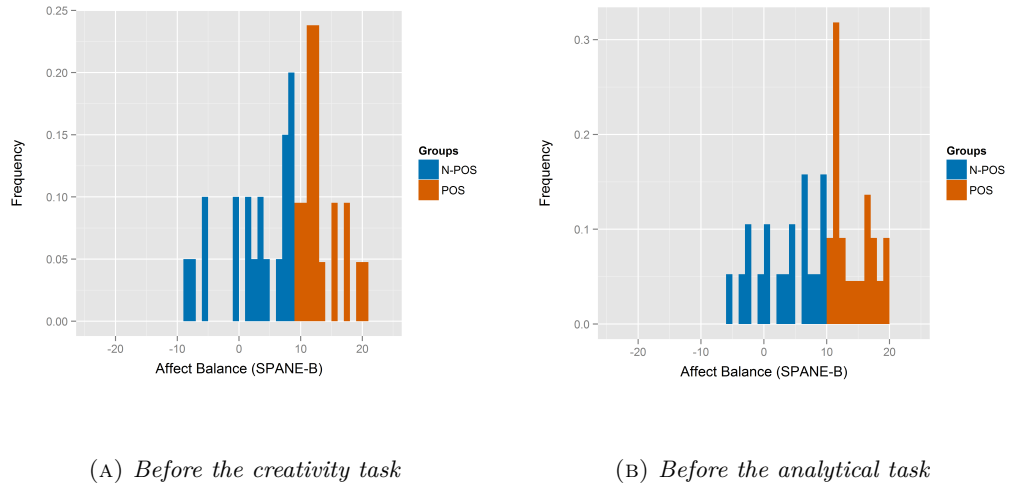 0.25
0.20
0.15
0.10
0.05
0.00
Frequency
-20 -10 0 10 20
Affect Balance (SPANE-B)
Groups
N-POS
POS
(A) Before the creativity task
0.3
0.2
0.1
0.0
Frequency
-20 -10 0 10 20
Affect Balance (SPANE-B)
Groups
N-POS
POS
(B) Before the analytical task